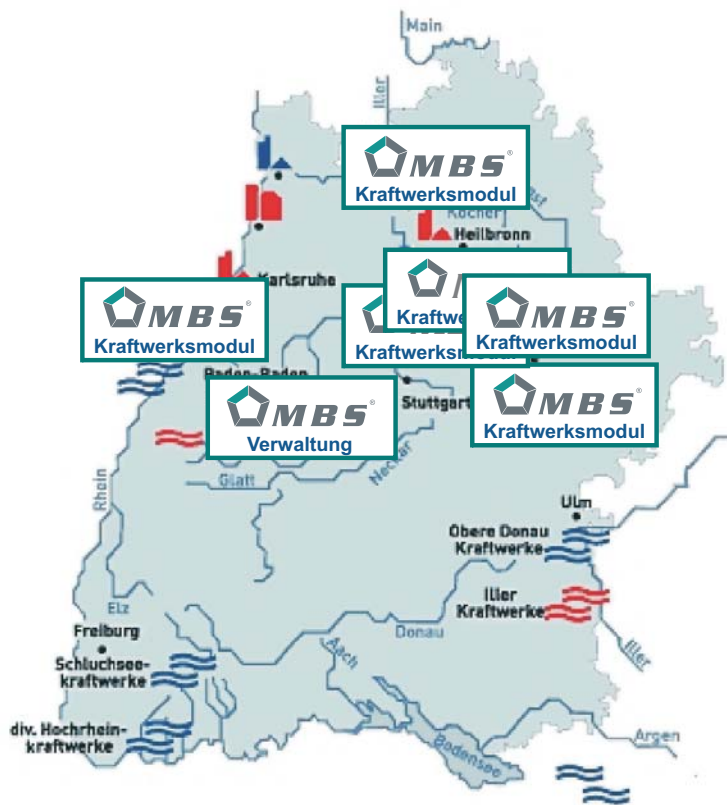 Main
Iller
MBS®
Kraftwerksmodul
Kocher
Heilbronn
Karlsruhe
MBS®
Kraftwerksmodul
MBS®
Kraftwerksmodul
Kraftwerksmodul
Baden-Baden
Stuttgart
MBS®
Verwaltung
MBS®
Kraftwerksmodul
Neckar
Glatt
Rhein
Ulm
Obere Donau
Kraftwerke
Iller
Kraftwerke
Elz
Donau
Freiburg
Aach
Iller
Schluchsee-
kraftwerke
div. Hochrhein-
kraftwerke
Argen
Bodensee